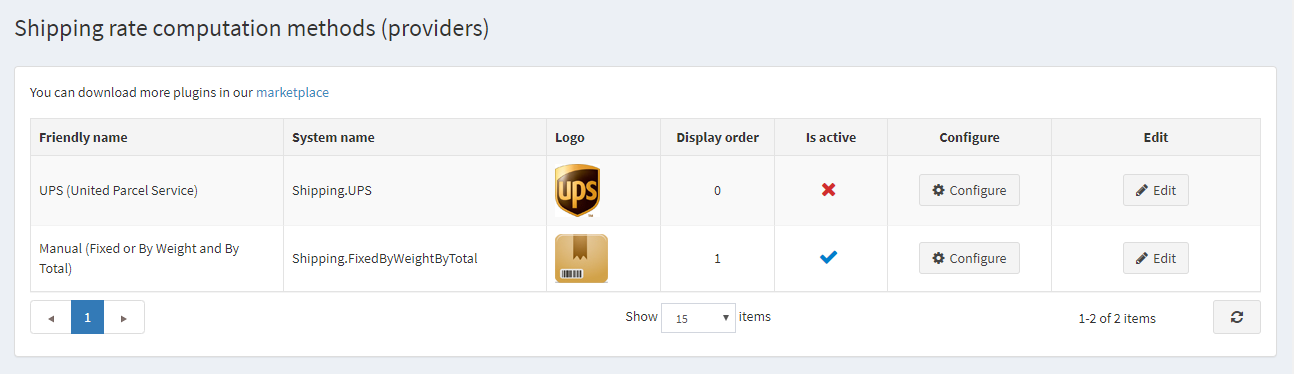 Shipping rate computation methods (providers)
You can download more plugins in our marketplace
Friendly name System name Logo Display order Is active Configure Edit
UPS (United Parcel Service) Shipping.UPS ups 0 Configure Edit
Manual (Fixed or By Weight and By
Total) Shipping.FixedByWeightByTotal 1 Configure Edit
1 Show 15 items 1-2 of 2 items